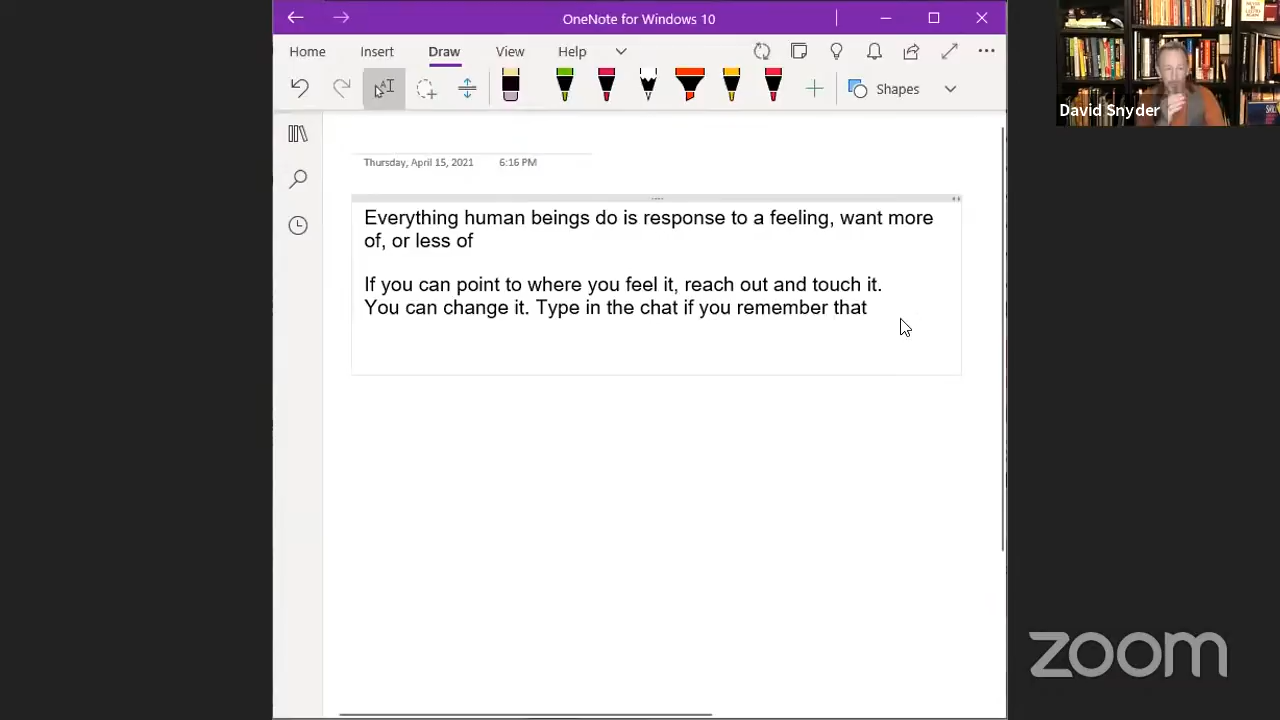 OneNote for Windows 10
Home Insert Draw View Help
Shapes
David Snyder
Thursday, April 15, 2021 6:16 PM
Everything human beings do is response to a feeling, want more
of, or less of
If you can point to where you feel it, reach out and touch it.
You can change it. Type in the chat if you remember that
zoom